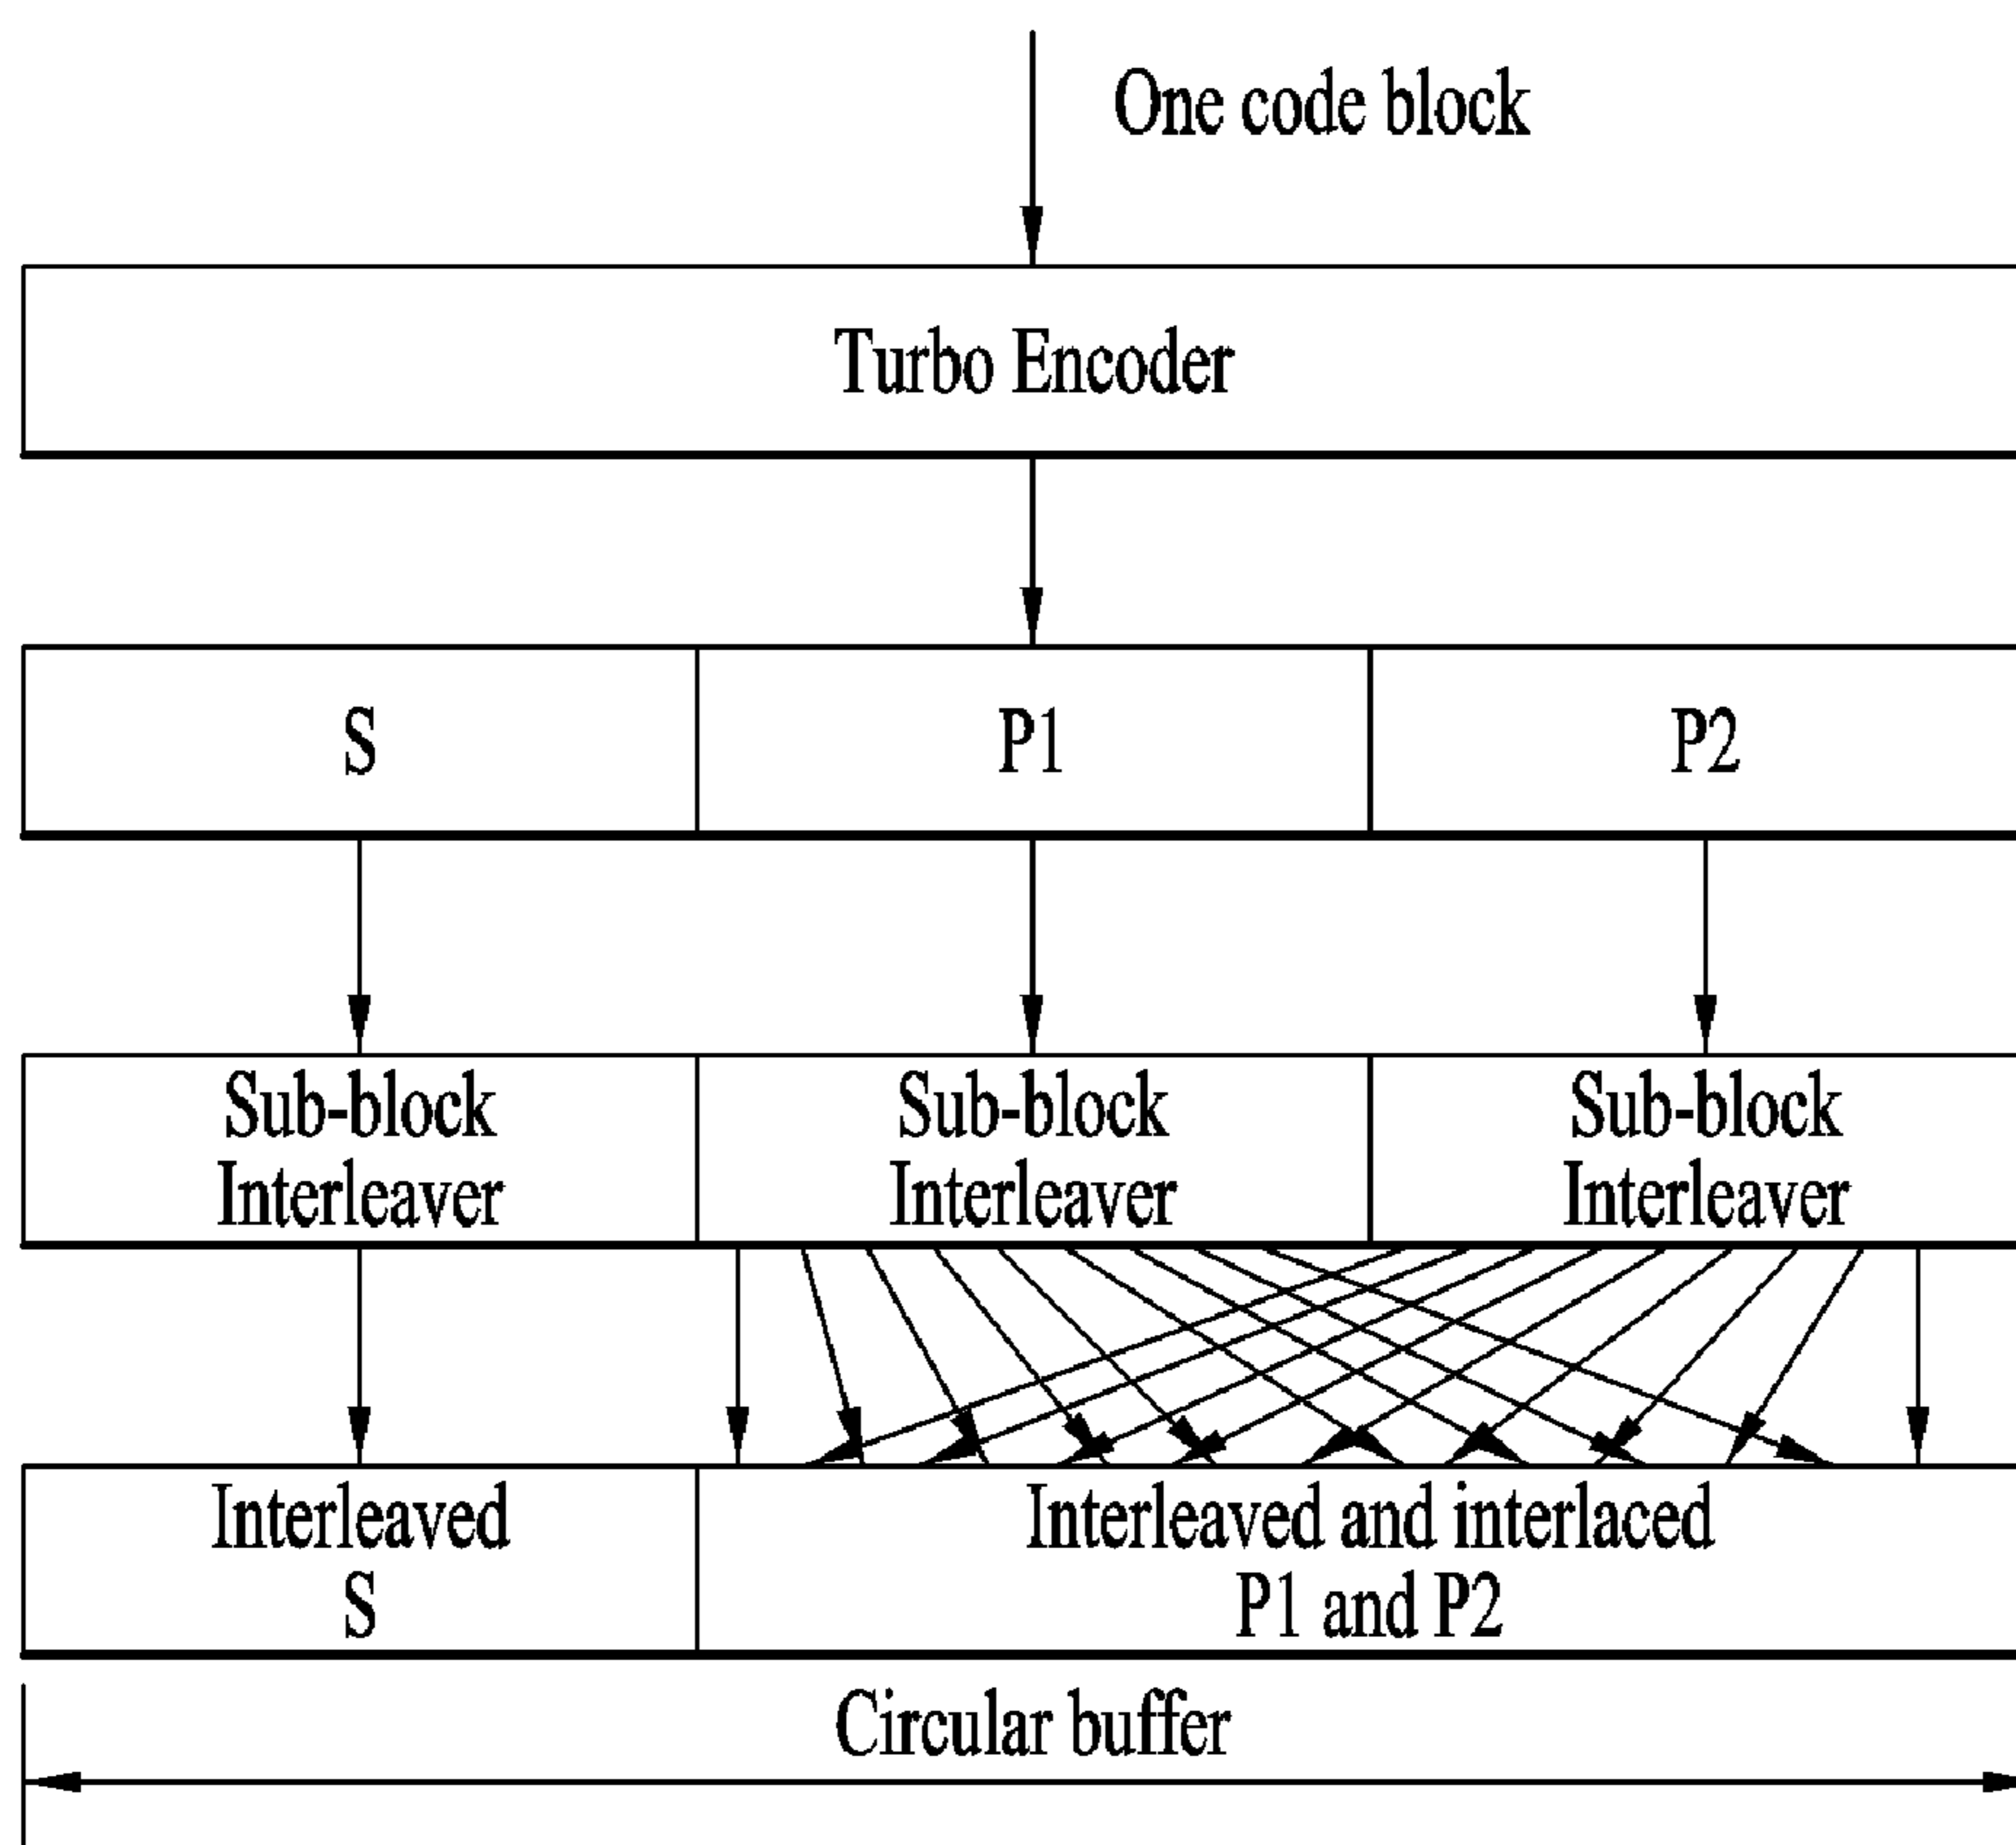 One code block
Turbo Encoder
S
P1
P2
Sub-block
Interleaver
Sub-block
Interleaver
Sub-block
Interleaver
Interleaved
S
Interleaved and interlaced
P1 and P2
Circular buffer